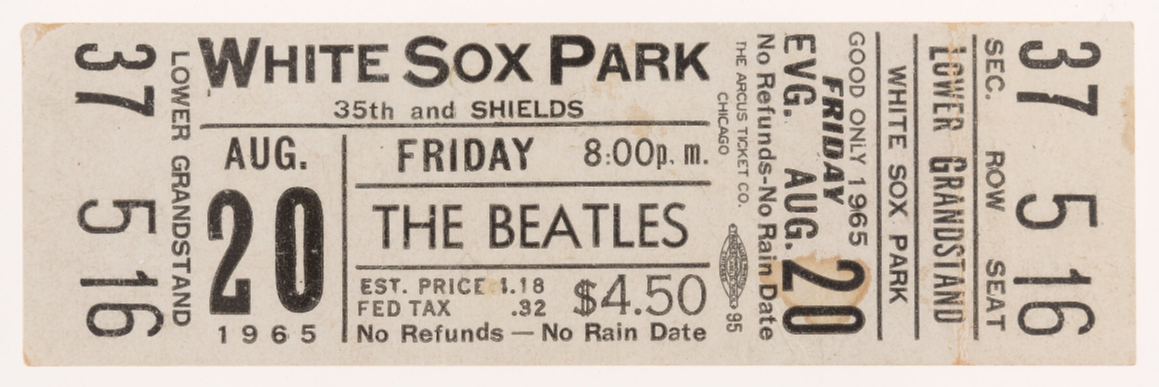 37 5 16
LOWER GRANDSTAND
WHITE SOX PARK
35th and SHIELDS
AUG.
20
1965
FRIDAY 8:00p. m.
THE BEATLES
EST. PRICE 4.18
FED TAX .32
$4.50
No Refunds — No Rain Date
THE ARCUS TICKET CO.
CHICAGO
95
No Refunds-No Rain Date
EVG. AUG. 20
FRIDAY
GOOD ONLY 1965
WHITE SOX PARK
LOWER GRANDSTAND
SEC. ROW SEAT
37 5 16